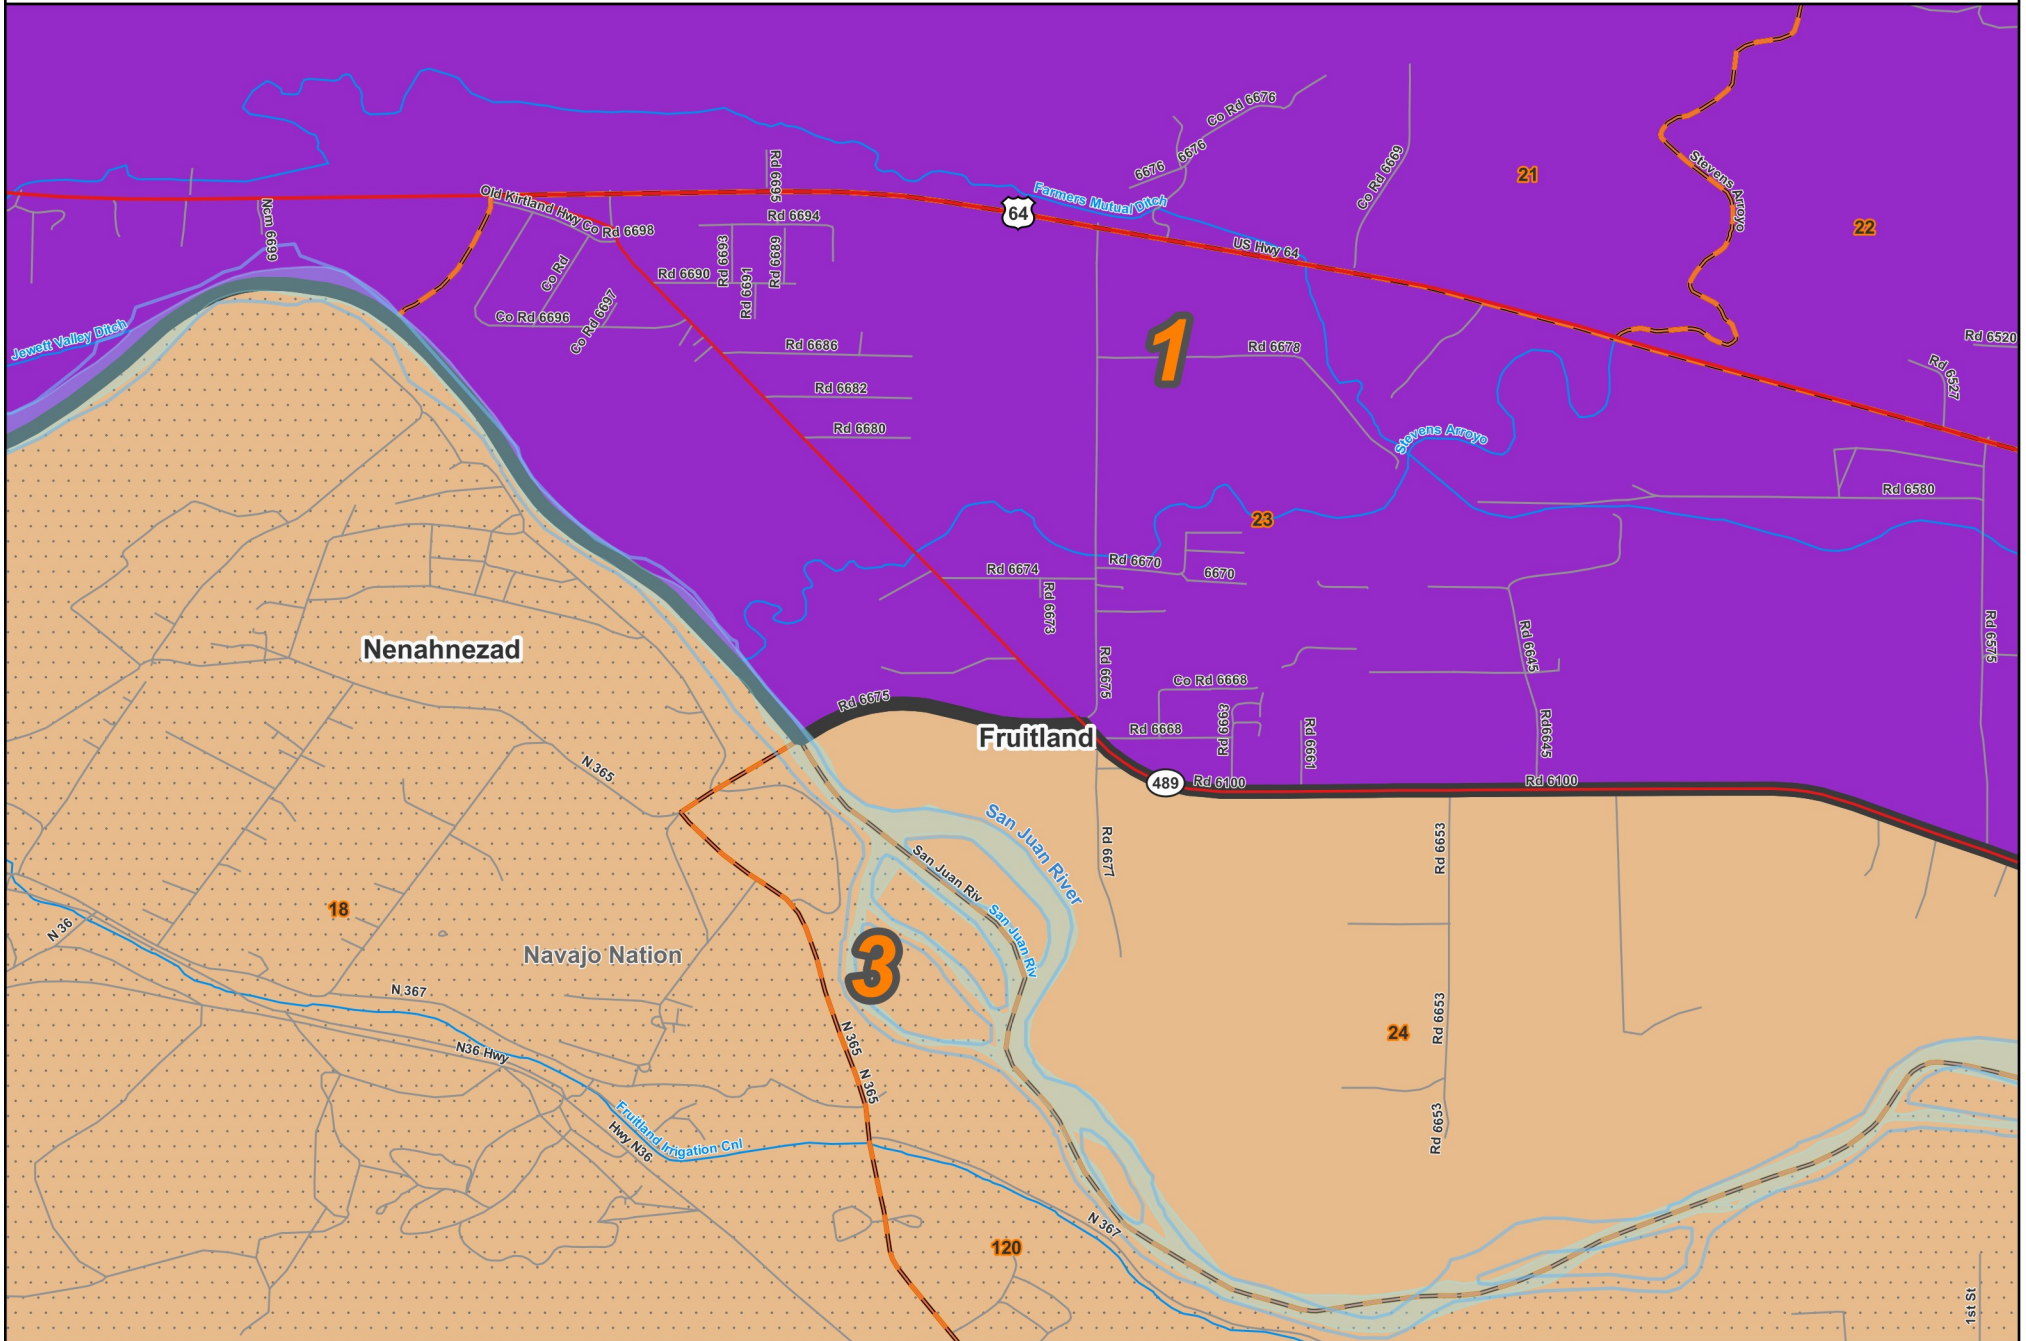 Co Rd 6676
6676
6676
Co Rd 6669
21
Stevens Arroyo
22
Rd 6695
Old Kirtland Hwy
Co Rd 6698
Farmers Mutual Ditch
64
US Hwy 64
Ncm 6699
Rd 6694
Rd 6693
Rd 6689
Rd 6690
Rd 6691
Co Rd
Co Rd 6696
Co Rd 6697
Jewett Valley Ditch
1
Rd 6686
Rd 6678
Rd 6520
Rd 6527
Rd 6682
Rd 6680
Stevens Arroyo
Rd 6580
23
Rd 6674
Rd 6670
6670
Rd 6673
Rd 6645
Rd 6575
Nenahnezad
Rd 6675
Co Rd 6668
Rd 6675
Fruitland
Rd 6668
Rd 6663
Rd 6661
Rd6645
N 365
489
Rd 6100
Rd 6100
San Juan River
San Juan Riv
Rd 6677
Rd 6653
18
N 36
San Juan Riv
Navajo Nation
3
N 367
Rd 6653
24
N 365
N36 Hwy
N 365
Fruitland Irrigation Cnl
Hwy N36
Rd 6653
N 367
120
1st St